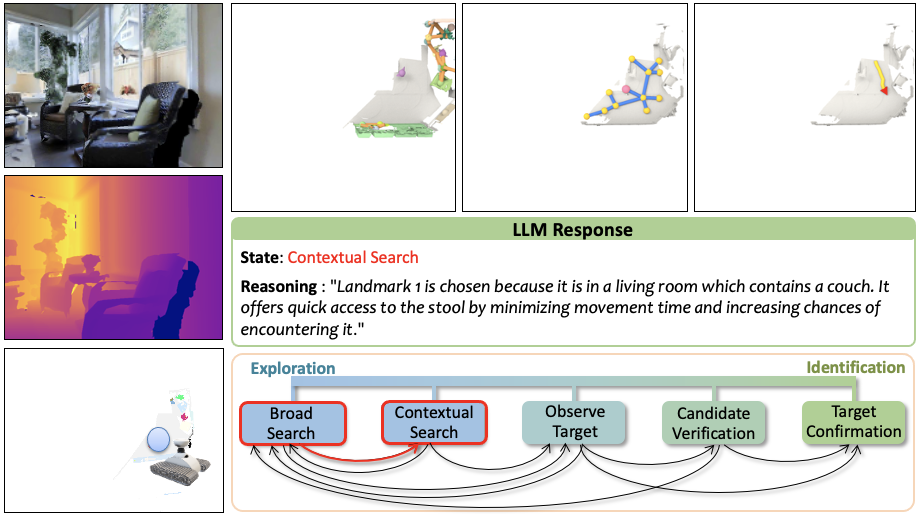 LLM Response
State: Contextual Search
Reasoning : "Landmark 1 is chosen because it is in a living room which contains a couch. It
offers quick access to the stool by minimizing movement time and increasing chances of
encountering it."
Exploration
Identification
Broad
Search
Contextual
Search
Observe
Target
Candidate
Verification
Target
Confirmation